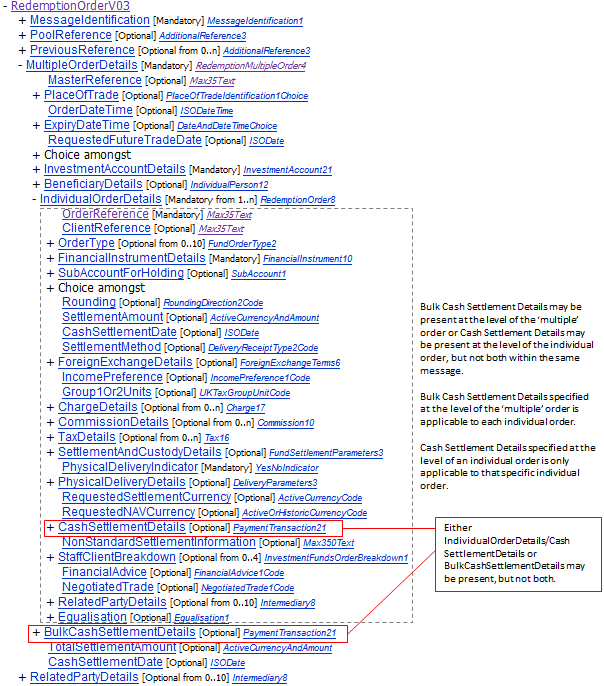 - RedemptionOrderV03
+ MessageIdentification [Mandatory] MessageIdentification1
+ PoolReference [Optional] AdditionalReference3
+ PreviousReference [Optional from 0..n] AdditionalReference3
- MultipleOrderDetails [Mandatory] RedemptionMultipleOrder4
MasterReference [Optional] Max35Text
+ PlaceOfTrade [Optional] PlaceOfTradeIdentification1Choice
OrderDateTime [Optional] ISODateTime
+ ExpiryDateTime [Optional] DateAndDateTimeChoice
RequestedFutureTradeDate [Optional] ISODate
+ Choice amongst
+ InvestmentAccountDetails [Mandatory] InvestmentAccount21
+ BeneficiaryDetails [Optional] IndividualPerson12
- IndividualOrderDetails [Mandatory from 1..n] RedemptionOrder8
OrderReference [Mandatory] Max35Text
ClientReference [Optional] Max35Text
+ OrderType [Optional from 0..10] FundOrderType2
+ FinancialInstrumentDetails [Mandatory] FinancialInstrument10
+ SubAccountForHolding [Optional] SubAccount1
+ Choice amongst
Rounding [Optional] RoundingDirection2Code
SettlementAmount [Optional] ActiveCurrencyAndAmount
CashSettlementDate [Optional] ISODate
SettlementMethod [Optional] DeliveryReceiptType2Code
+ ForeignExchangeDetails [Optional] ForeignExchangeTerms6
IncomePreference [Optional] IncomePreference1Code
Group1Or2Units [Optional] UKTaxGroupUnitCode
+ ChargeDetails [Optional from 0..n] Charge17
+ CommissionDetails [Optional from 0..n] Commission10
+ TaxDetails [Optional from 0..n] Tax16
+ SettlementAndCustodyDetails [Optional] FundSettlementParameters3
PhysicalDeliveryIndicator [Mandatory] YesNoIndicator
+ PhysicalDeliveryDetails [Optional] DeliveryParameters3
RequestedSettlementCurrency [Optional] ActiveCurrencyCode
RequestedNAVCurrency [Optional] ActiveOrHistoricCurrencyCode
+ CashSettlementDetails [Optional] PaymentTransaction21
NonStandardSettlementInformation [Optional] Max350Text
+ StaffClientBreakdown [Optional from 0..4] InvestmentFundsOrderBreakdown1
FinancialAdvice [Optional] FinancialAdvice1Code
NegotiatedTrade [Optional] NegotiatedTrade1Code
+ RelatedPartyDetails [Optional from 0..10] Intermediary8
+ Equalisation [Optional] Equalisation1
+ BulkCashSettlementDetails [Optional] PaymentTransaction21
TotalSettlementAmount [Optional] ActiveCurrencyAndAmount
CashSettlementDate [Optional] ISODate
+ RelatedPartyDetails [Optional from 0..10] Intermediary8
Bulk Cash Settlement Details may be
present at the level of the ‘multiple’
order or Cash Settlement Details may
be present at the level of the individual
order, but not both within the same
message.
Bulk Cash Settlement Details specified
at the level of the ‘multiple’ order is
applicable to each individual order.
Cash Settlement Details specified at the
level of an individual order is only
applicable to that specific individual
order.
Either
IndividualOrderDetails/Cash
SettlementDetails or
BulkCashSettlementDetails may
be present, but not both.